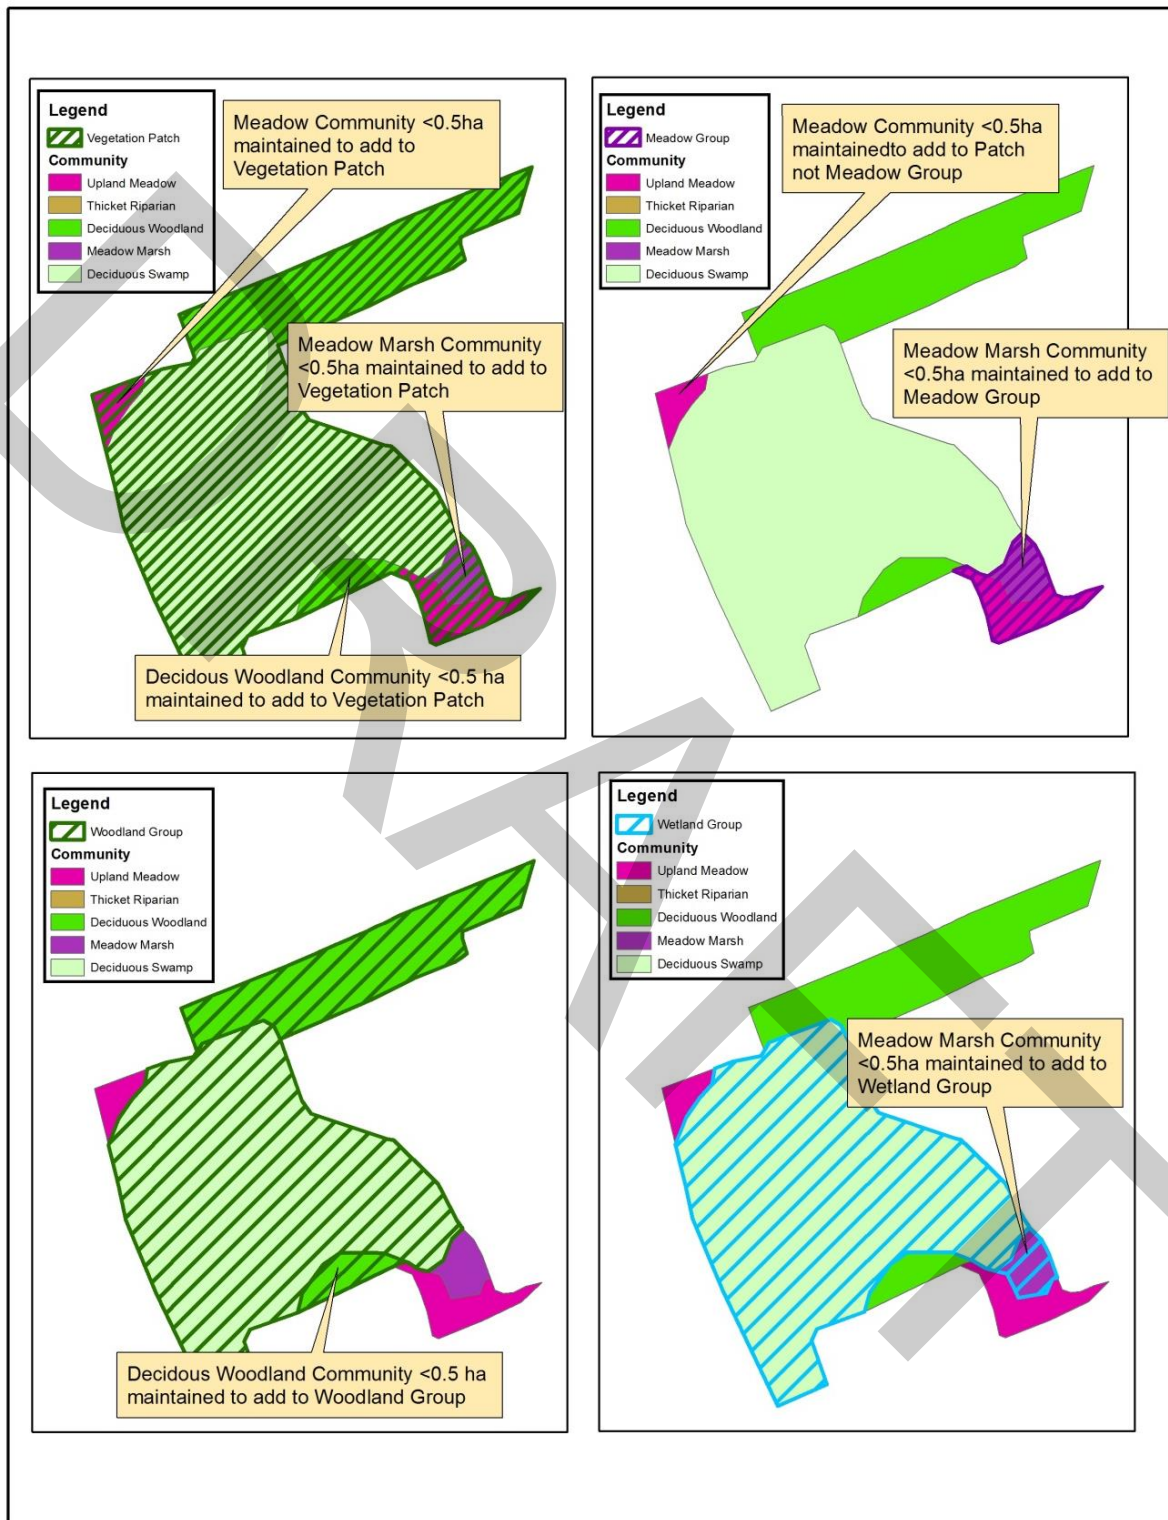 Legend
Vegetation Patch
Community
Upland Meadow
Thicket Riparian
Deciduous Woodland
Meadow Marsh
Deciduous Swamp
Meadow Community <0.5ha
maintained to add to
Vegetation Patch
Meadow Marsh Community
<0.5ha maintained to add to
Vegetation Patch
Decidous Woodland Community <0.5 ha
maintained to add to Vegetation Patch
Legend
Meadow Group
Community
Upland Meadow
Thicket Riparian
Deciduous Woodland
Meadow Marsh
Deciduous Swamp
Meadow Community <0.5ha
maintainedto add to Patch
not Meadow Group
Meadow Marsh Community
<0.5ha maintained to add to
Meadow Group
Legend
Woodland Group
Community
Upland Meadow
Thicket Riparian
Deciduous Woodland
Meadow Marsh
Deciduous Swamp
Decidous Woodland Community <0.5 ha
maintained to add to Woodland Group
Legend
Wetland Group
Community
Upland Meadow
Thicket Riparian
Deciduous Woodland
Meadow Marsh
Deciduous Swamp
Meadow Marsh Community
<0.5ha maintained to add to
Wetland Group
DRAFT